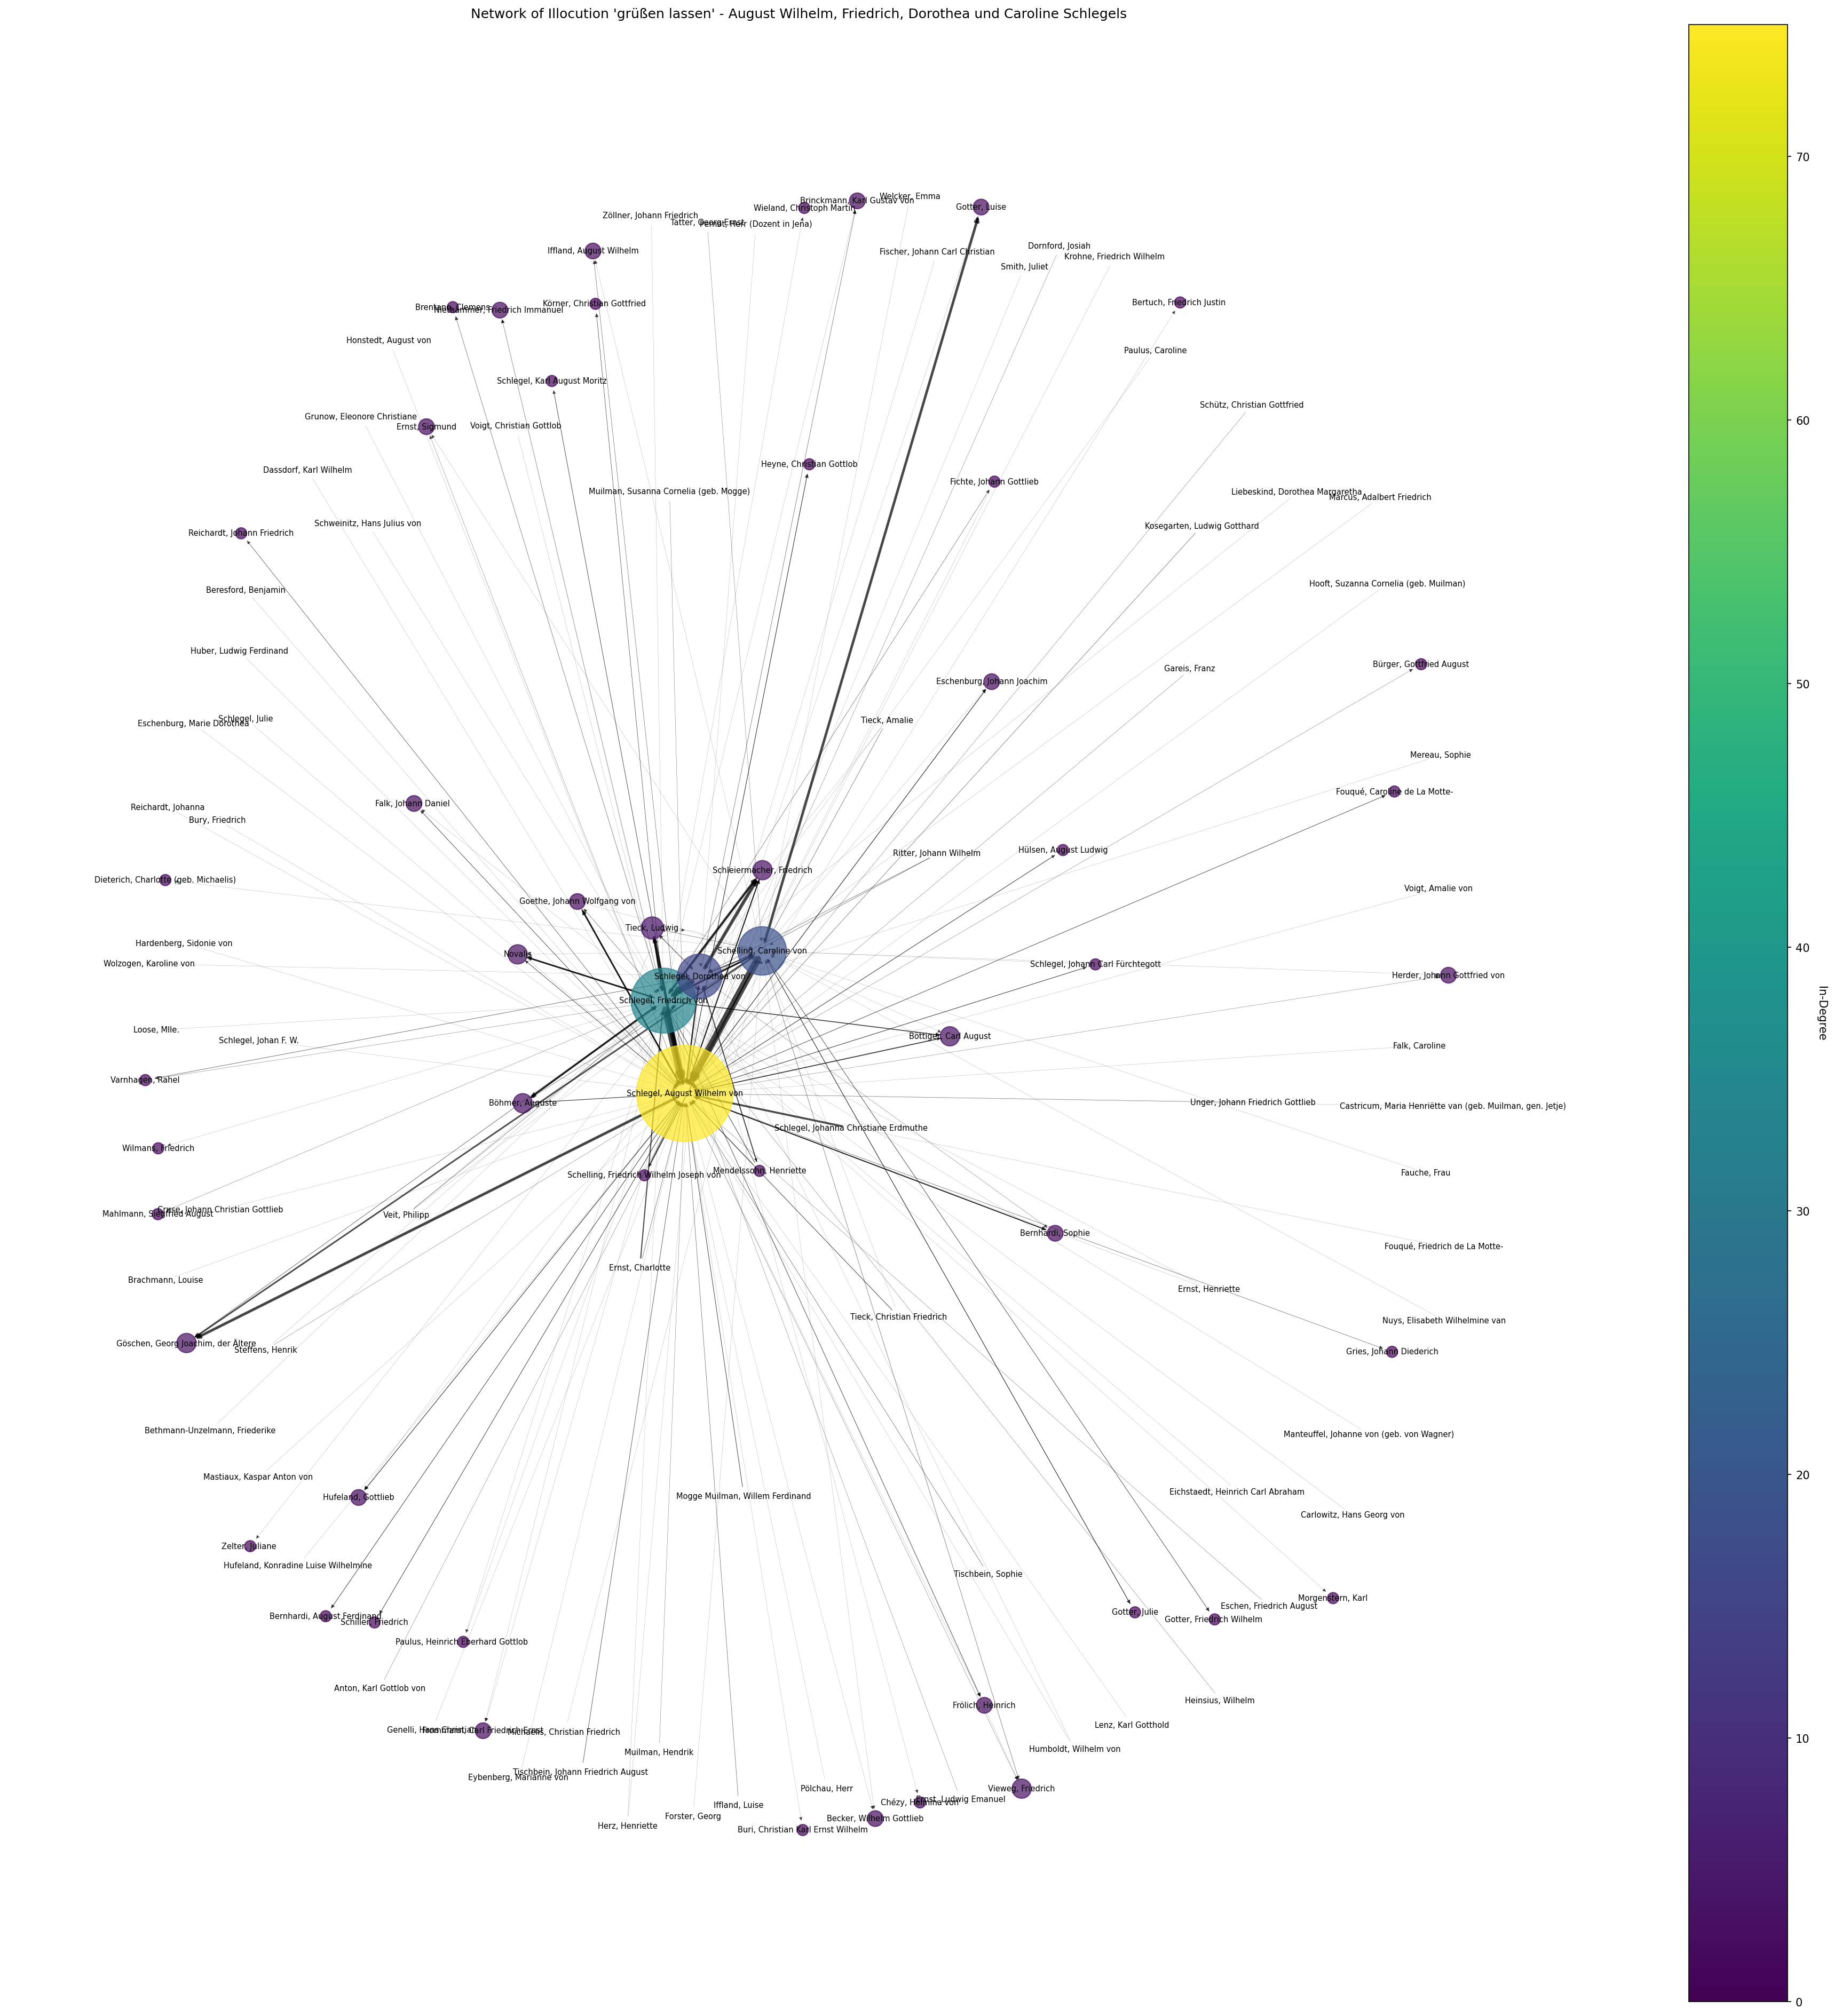 Network of Illocution 'grüßen lassen' - August Wilhelm, Friedrich, Dorothea und Caroline Schlegels
Welcker, Emma
Brinckmann, Karl Gustav von
Wieland, Christoph Martin
Gotter, Luise
Zöllner, Johann Friedrich
Tatter, Georg Ernst
Herr (Dozent in Jena)
Dornford, Josiah
Iffland, August Wilhelm
Fischer, Johann Carl Christian
Krohne, Friedrich Wilhelm
Smith, Juliet
Bertuch, Friedrich Justin
Körner, Christian Gottfried
Brentano, Clemens
Niethammer, Friedrich Immanuel
Honstedt, August von
Paulus, Caroline
Schlegel, Karl August Moritz
Schütz, Christian Gottfried
Grunow, Eleonore Christiane
Voigt, Christian Gottlob
Ernst, Sigmund
Heyne, Christian Gottlob
Dassdorf, Karl Wilhelm
Fichte, Johann Gottlieb
Muilman, Susanna Cornelia (geb. Mogge)
Liebeskind, Dorothea Margaretha
Marcus, Adalbert Friedrich
Schweinitz, Hans Julius von
Kosegarten, Ludwig Gotthard
Reichardt, Johann Friedrich
Hooft, Suzanna Cornelia (geb. Muilman)
Beresford, Benjamin
Huber, Ludwig Ferdinand
Bürger, Gottfried August
Gareis, Franz
Eschenburg, Johann Joachim
Schlegel, Julie
Tieck, Amalie
Eschenburg, Marie Dorothea
Mereau, Sophie
Fouqué, Caroline de La Motte-
Falk, Johann Daniel
Reichardt, Johanna
Bury, Friedrich
Hülsen, August Ludwig
Ritter, Johann Wilhelm
Schleiermacher, Friedrich
Dieterich, Charlotte (geb. Michaelis)
Voigt, Amalie von
Goethe, Johann Wolfgang von
Tieck, Ludwig
Hardenberg, Sidonie von
Schelling, Caroline von
Novalis
Wolzogen, Karoline von
Schlegel, Johann Carl Fürchtegott
Herder, Johann Gottfried von
Schlegel, Dorothea von
Schlegel, Friedrich von
Loose, Mlle.
Böttiger, Carl August
Schlegel, Johan F. W.
Falk, Caroline
Varnhagen, Rahel
Schlegel, August Wilhelm von
Böhmer, Auguste
Unger, Johann Friedrich Gottlieb
Castricum, Maria Henriëtte van (geb. Muilman, gen. Jetje)
Schlegel, Johanna Christiane Erdmuthe
Wilmans, Friedrich
Mendelssohn, Henriette
Fauche, Frau
Schelling, Friedrich Wilhelm Joseph von
Johann Christian Gottlieb
Mahlmann, Siegfried August
Veit, Philipp
Bernhardi, Sophie
Fouqué, Friedrich de La Motte-
Ernst, Charlotte
Brachmann, Louise
Ernst, Henriette
Tieck, Christian Friedrich
Nuys, Elisabeth Wilhelmine van
Göschen, Georg Joachim, der Ältere
Steffens, Henrik
Gries, Johann Diederich
Bethmann-Unzelmann, Friederike
Manteuffel, Johanne von (geb. von Wagner)
Mastiaux, Kaspar Anton von
Eichstaedt, Heinrich Carl Abraham
Hufeland, Gottlieb
Mogge Muilman, Willem Ferdinand
Carlowitz, Hans Georg von
Zelter, Juliane
Hufeland, Konradine Luise Wilhelmine
Tischbein, Sophie
Morgenstern, Karl
Eschen, Friedrich August
Gotter, Julie
Bernhardi, August Ferdinand
Gotter, Friedrich Wilhelm
Schiller, Friedrich
Paulus, Heinrich Eberhard Gottlob
Anton, Karl Gottlob von
Heinsius, Wilhelm
Frölich, Heinrich
Lenz, Karl Gotthold
Genelli, Hans Christian
Frommann, Carl Friedrich Ernst
Michaelis, Christian Friedrich
Humboldt, Wilhelm von
Muilman, Hendrik
Tischbein, Johann Friedrich August
Eybenberg, Marianne von
Pölchau, Herr
Vieweg, Friedrich
Ernst, Ludwig Emanuel
Chézy, Helmina von
Iffland, Luise
Forster, Georg
Becker, Wilhelm Gottlieb
Herz, Henriette
Buri, Christian Karl Ernst Wilhelm
70
60
50
40
30
20
10
0
In-Degree